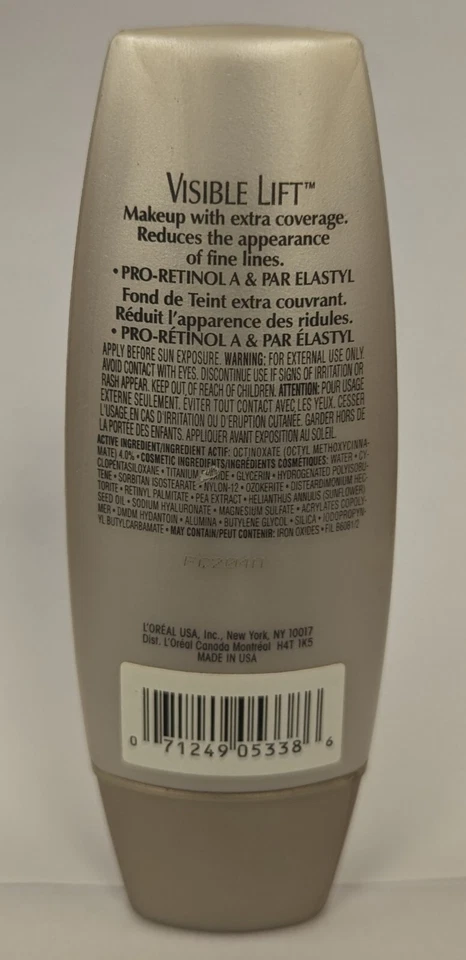 VISIBLE LIFT™
Makeup with extra coverage.
Reduces the appearance
of fine lines.
• PRO-RETINOL A & PAR ELASTYL
Fond de Teint extra couvrant.
Réduit l'apparence des ridules.
• PRO-RÉTINOL A & PAR ÉLASTYL
APPLY BEFORE SUN EXPOSURE. WARNING: FOR EXTERNAL USE ONLY.
AVOID CONTACT WITH EYES. DISCONTINUE USE IF SIGNS OF IRRITATION OR
RASH APPEAR. KEEP OUT OF REACH OF CHILDREN. ATTENTION: POUR USAGE
EXTERNE SEULEMENT. ÉVITER TOUT CONTACT AVEC LES YEUX. CESSER
L'USAGE EN CAS D'IRRITATION OU D'ERUPTION CUTANÉE. GARDER HORS DE
LA PORTÉE DES ENFANTS. APPLIQUER AVANT EXPOSITION AU SOLEIL.
ACTIVE INGREDIENT/INGREDIENT ACTIF: OCTINOXATE (OCTYL METHOXYCINNA-
MATE) 4.0% • COSMETIC INGREDIENTS/INGRÉDIENTS COSMÉTIQUES: WATER • CY-
CLOPENTASILOXANE • TITANIUM DIOXIDE • GLYCERIN • HYDROGENATED POLYISOBU-
TENE • SORBITAN ISOSTEARATE • NYLON-12 • OZOKERITE • DISTEARDIMONIUM HEC-
TORITE • RETINYL PALMITATE • PEA EXTRACT • HELIANTHUS ANNUUS (SUNFLOWER)
SEED OIL • SODIUM HYALURONATE • MAGNESIUM SULFATE • ACRYLATES COPOLY-
MER • DMDM HYDANTOIN • ALUMINA • BUTYLENE GLYCOL • SILICA • IODOPROPYN-
YL BUTYLCARBAMATE • MAY CONTAIN/PEUT CONTENIR: IRON OXIDES • FIL B6081/2
L'ORÉAL USA, Inc., New York, NY 10017
Dist. L'Oréal Canada Montréal H4T 1K5
MADE IN USA
0 71249 05338 6